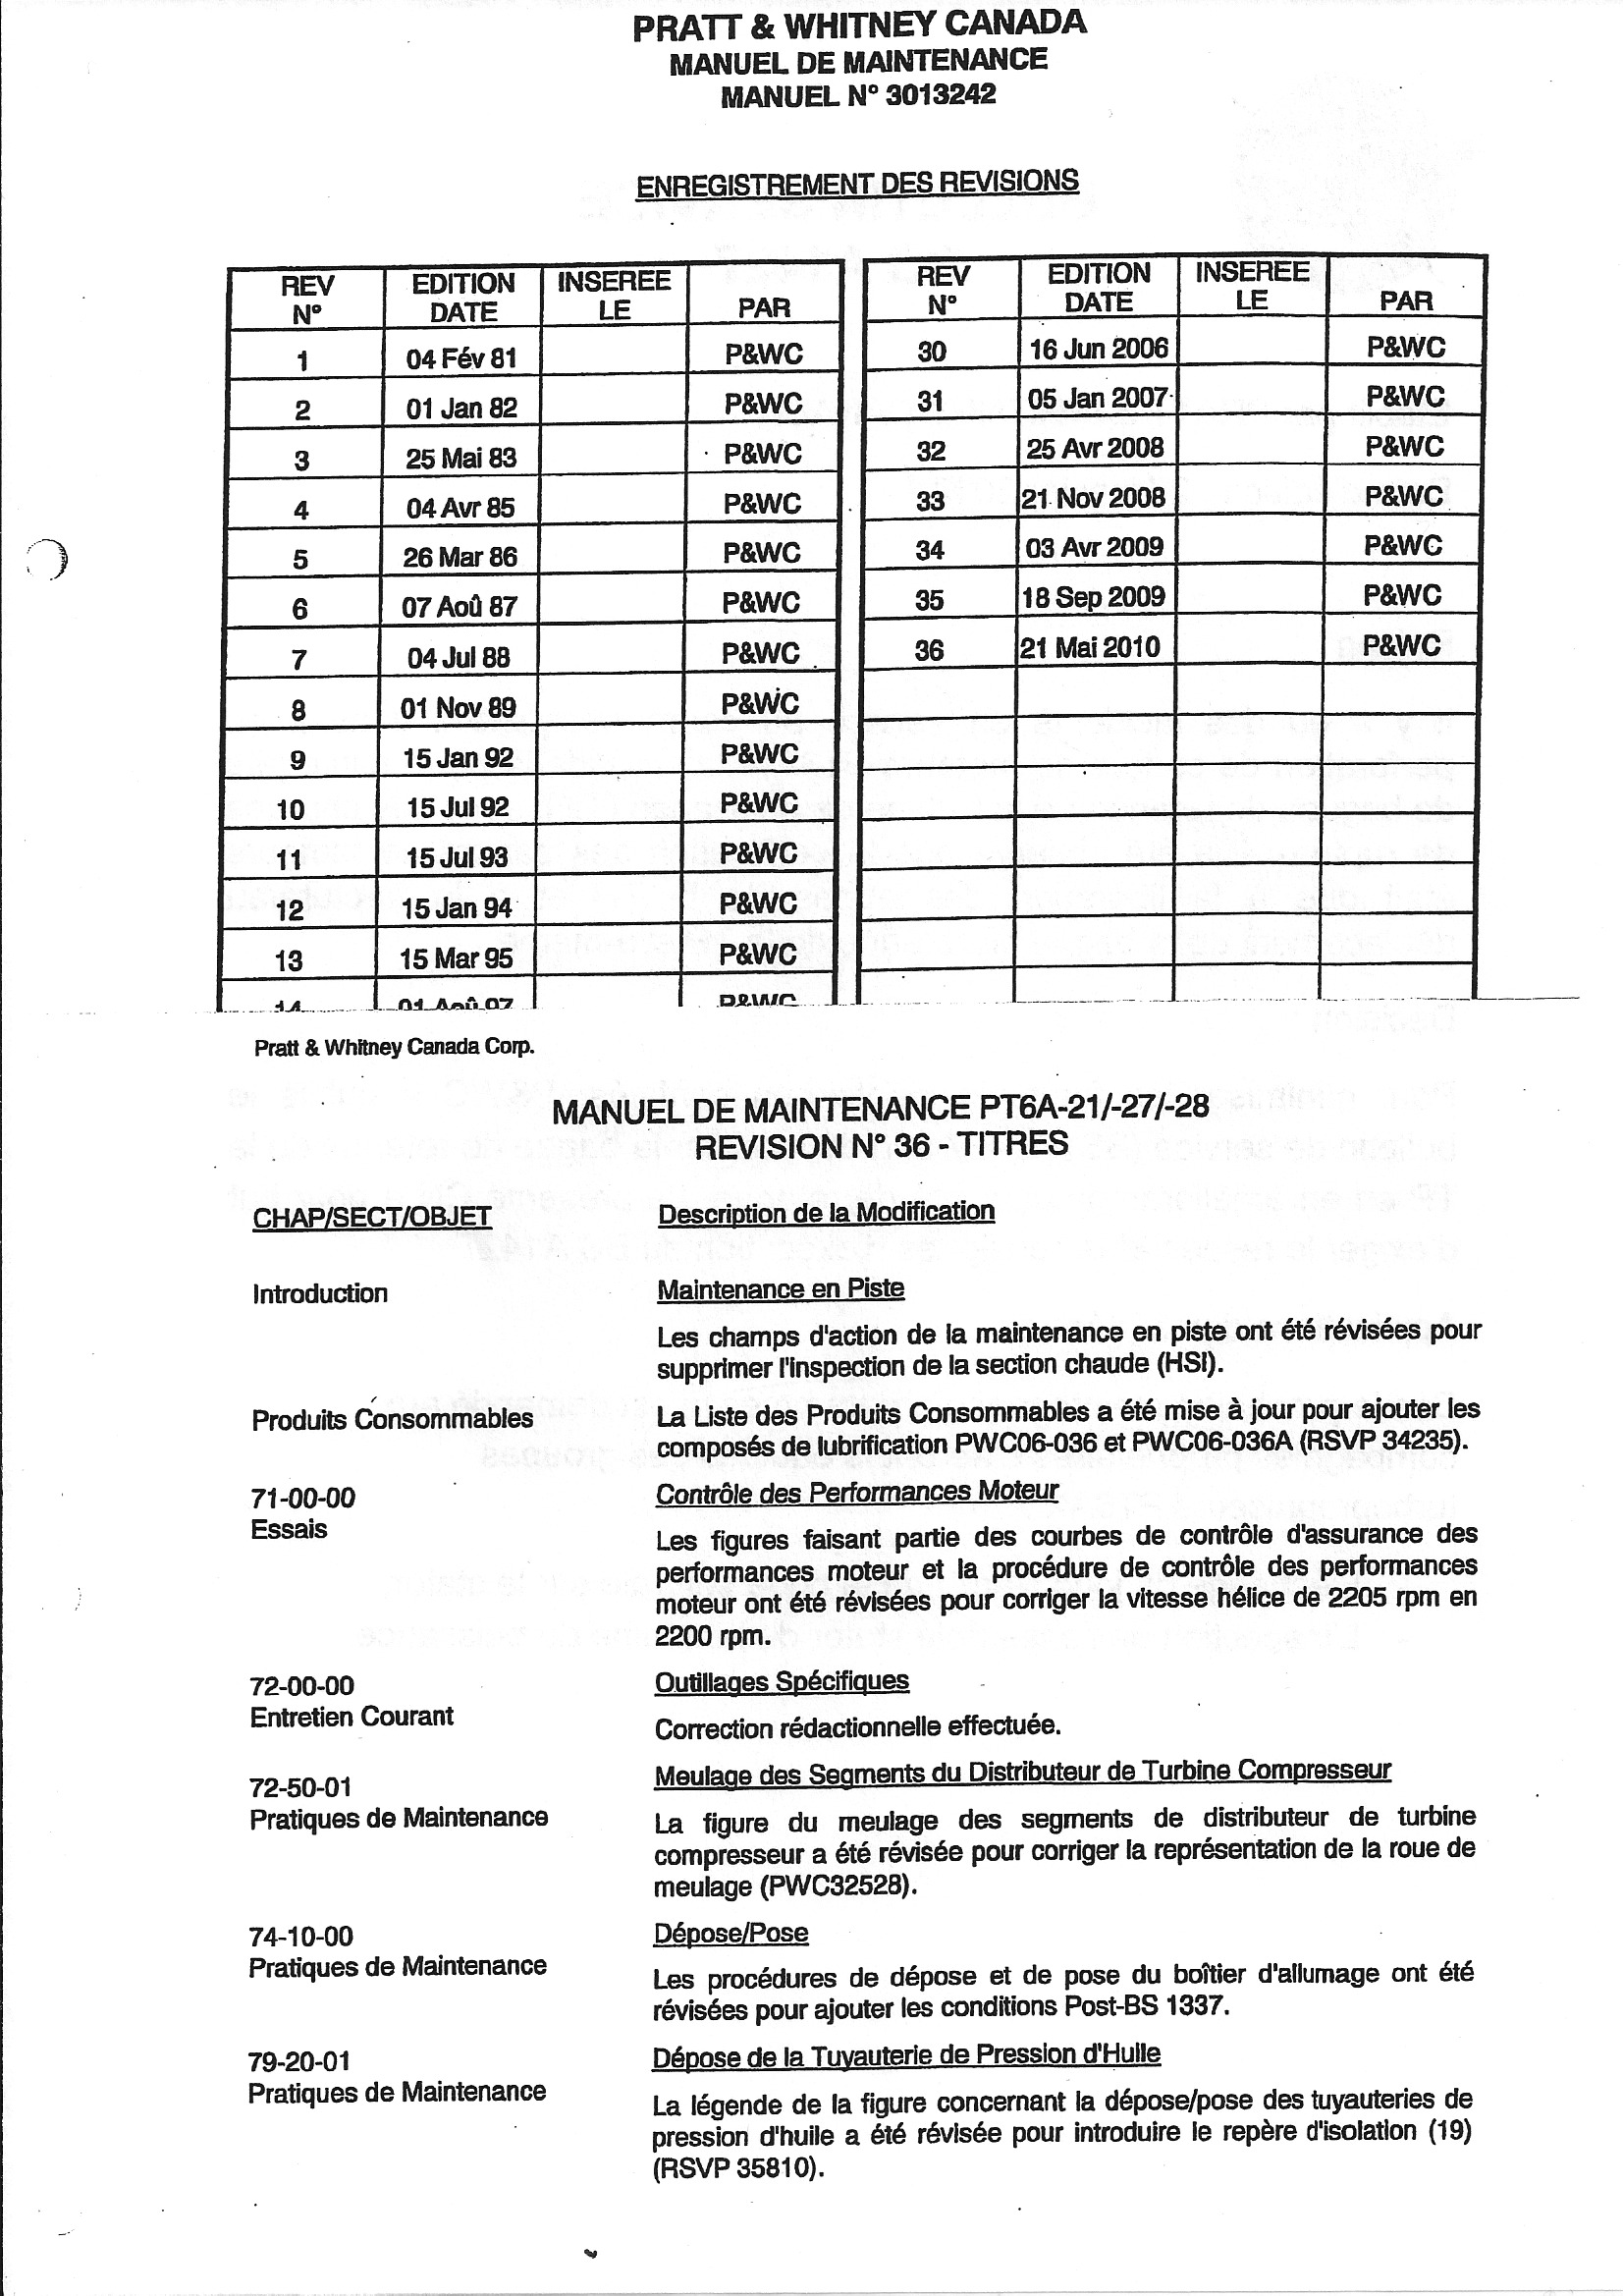 PRATT & WHITNEY CANADA
MANUEL DE MAINTENANCE
MANUEL N° 3013242
ENREGISTREMENT DES REVISIONS
REV N° EDITION DATE INSEREE LE PAR
1 04 Fév 81 P&WC
2 01 Jan 82 P&WC
3 25 Mai 83 P&WC
4 04 Avr 85 P&WC
5 26 Mar 86 P&WC
6 07 Aoû 87 P&WC
7 04 Jul 88 P&WC
8 01 Nov 89 P&WC
9 15 Jan 92 P&WC
10 15 Jul 92 P&WC
11 15 Jul 93 P&WC
12 15 Jan 94 P&WC
13 15 Mar 95 P&WC
14 01 Aoû 97 P&WC
REV N° EDITION DATE INSEREE LE PAR
30 16 Jun 2006 P&WC
31 05 Jan 2007 P&WC
32 25 Avr 2008 P&WC
33 21 Nov 2008 P&WC
34 03 Avr 2009 P&WC
35 18 Sep 2009 P&WC
36 21 Mai 2010 P&WC
Pratt & Whitney Canada Corp.
MANUEL DE MAINTENANCE PT6A-21/-27/-28
REVISION N° 36 - TITRES
CHAP/SECT/OBJET Description de la Modification
Introduction Maintenance en Piste
Les champs d'action de la maintenance en piste ont été révisées pour
supprimer l'inspection de la section chaude (HSI).
Produits Consommables La Liste des Produits Consommables a été mise à jour pour ajouter les
composés de lubrification PWC06-036 et PWC06-036A (RSVP 34235).
71-00-00 Contrôle des Performances Moteur
Essais
Les figures faisant partie des courbes de contrôle d'assurance des
performances moteur et la procédure de contrôle des performances
moteur ont été révisées pour corriger la vitesse hélice de 2205 rpm en
2200 rpm.
72-00-00 Outillages Spécifiques
Entretien Courant
Correction rédactionnelle effectuée.
72-50-01 Meulage des Segments du Distributeur de Turbine Compresseur
Pratiques de Maintenance
La figure du meulage des segments de distributeur de turbine
compresseur a été révisée pour corriger la représentation de la roue de
meulage (PWC32528).
74-10-00 Dépose/Pose
Pratiques de Maintenance
Les procédures de dépose et de pose du boîtier d'allumage ont été
révisées pour ajouter les conditions Post-BS 1337.
79-20-01 Dépose de la Tuyauterie de Pression d'Huile
Pratiques de Maintenance
La légende de la figure concernant la dépose/pose des tuyauteries de
pression d'huile a été révisée pour introduire le repère d'isolation (19)
(RSVP 35810).